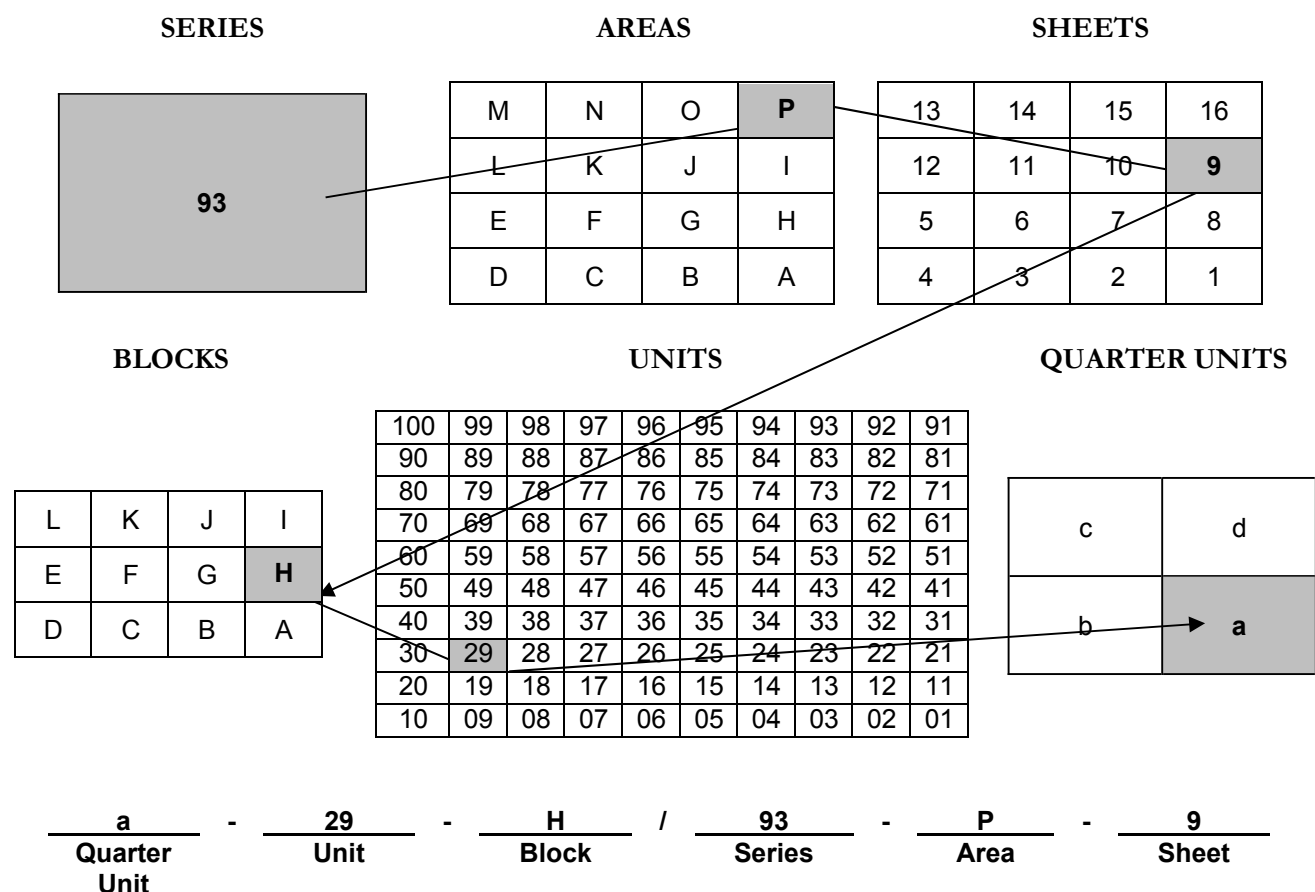 SERIES AREAS SHEETS
93
M N O P
L K J I
E F G H
D C B A
13 14 15 16
12 11 10 9
5 6 7 8
4 3 2 1
BLOCKS UNITS QUARTER UNITS
L K J I
E F G H
D C B A
100 99 98 97 96 95 94 93 92 91
90 89 88 87 86 85 84 83 82 81
80 79 78 77 76 75 74 73 72 71
70 69 68 67 66 65 64 63 62 61
60 59 58 57 56 55 54 53 52 51
50 49 48 47 46 45 44 43 42 41
40 39 38 37 36 35 34 33 32 31
30 29 28 27 26 25 24 23 22 21
20 19 18 17 16 15 14 13 12 11
10 09 08 07 06 05 04 03 02 01
c d
b a
a - 29 - H / 93 - P - 9
Quarter Unit Block Series Area Sheet
Unit